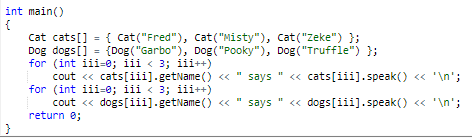 int main()
{
    Cat cats[] = { Cat("Fred"), Cat("Misty"), Cat("Zeke") };
    Dog dogs[] = {Dog("Garbo"), Dog("Pooky"), Dog("Truffle") };
    for (int iii=0; iii < 3; iii++)
        cout << cats[iii].getName() << " says " << cats[iii].speak() << '\n';
    for (int iii=0; iii < 3; iii++)
        cout << dogs[iii].getName() << " says " << dogs[iii].speak() << '\n';
    return 0;
}